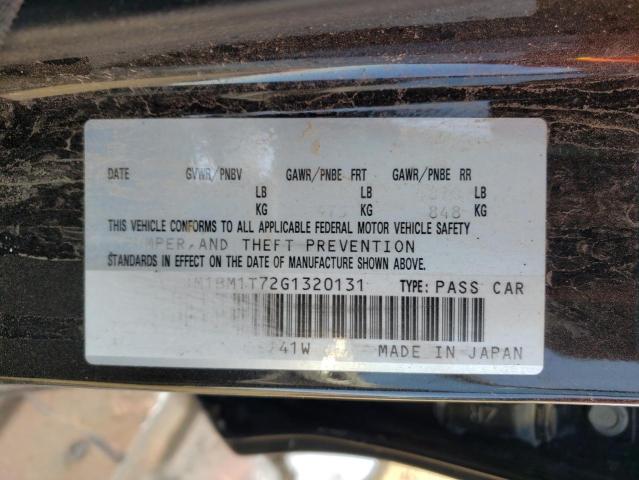 DATE GVWR/PNBV GAWR/PNBE FRT GAWR/PNBE RR
LB LB LB
KG KG 848 KG
THIS VEHICLE CONFORMS TO ALL APPLICABLE FEDERAL MOTOR VEHICLE SAFETY
AND THEFT PREVENTION
STANDARDS IN EFFECT ON THE DATE OF MANUFACTURE SHOWN ABOVE.
JM1BM1T72G1320131 TYPE: PASS CAR
41W MADE IN JAPAN